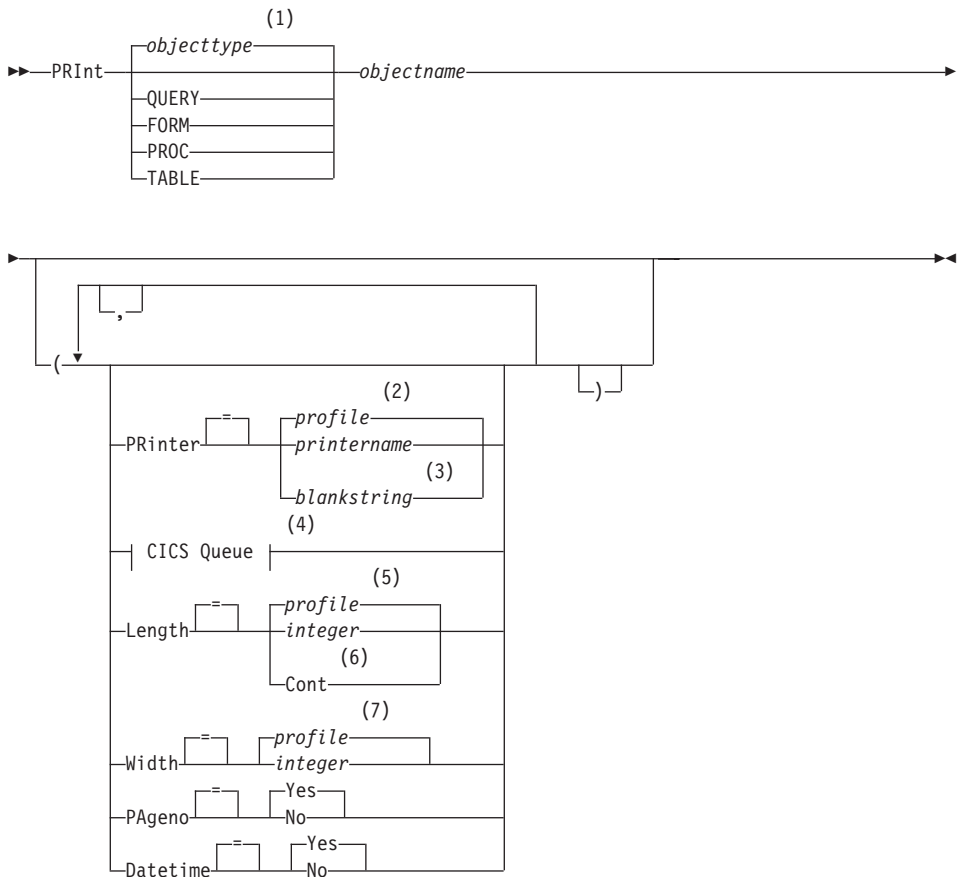 (1)
objecttype
PRInt objectname
QUERY
FORM
PROC
TABLE
,
( )
(2)
PRinter = profile
printername
(3)
blankstring
(4)
CICS Queue
(5)
Length = profile
integer
(6)
Cont
(7)
Width = profile
integer
PAgeno = Yes
No
Datetime = Yes
No